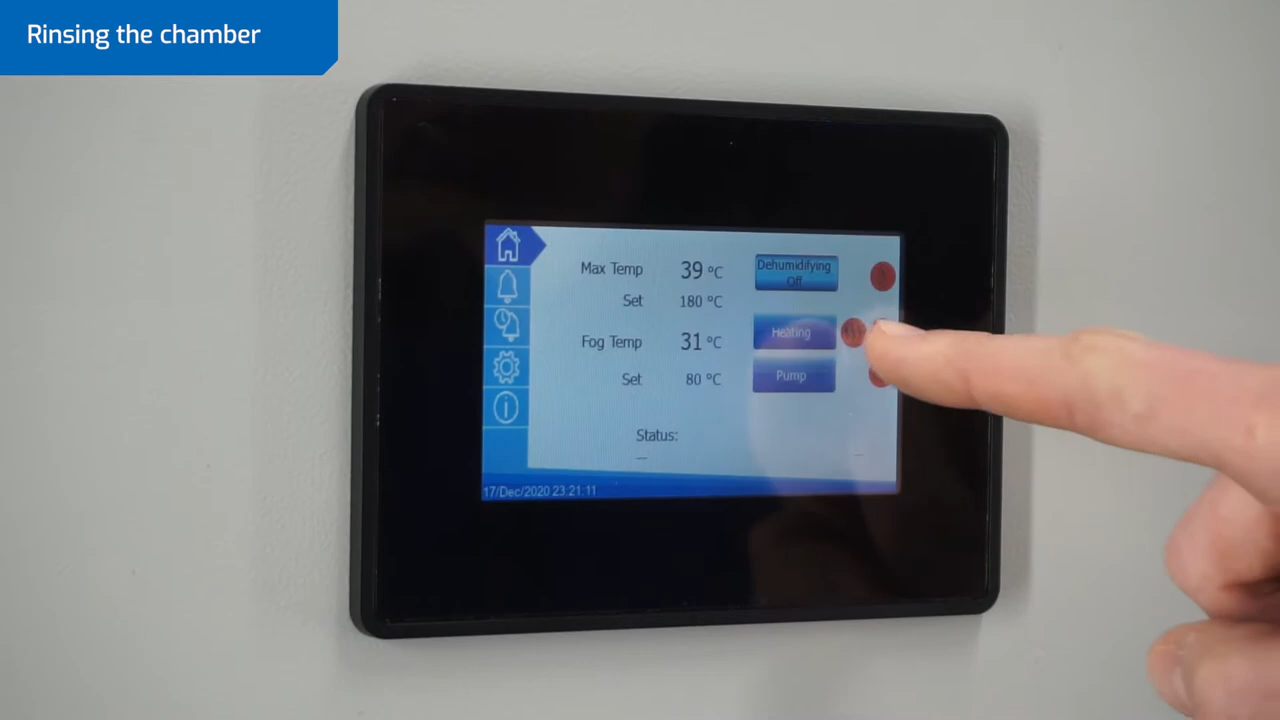 Rinsing the chamber
Max Temp 39 °C
Dehumidifying
Off
Set 180 °C
Heating
Fog Temp 31 °C
Pump
Set 80 °C
Status:
17/Dec/2020 23:21:11